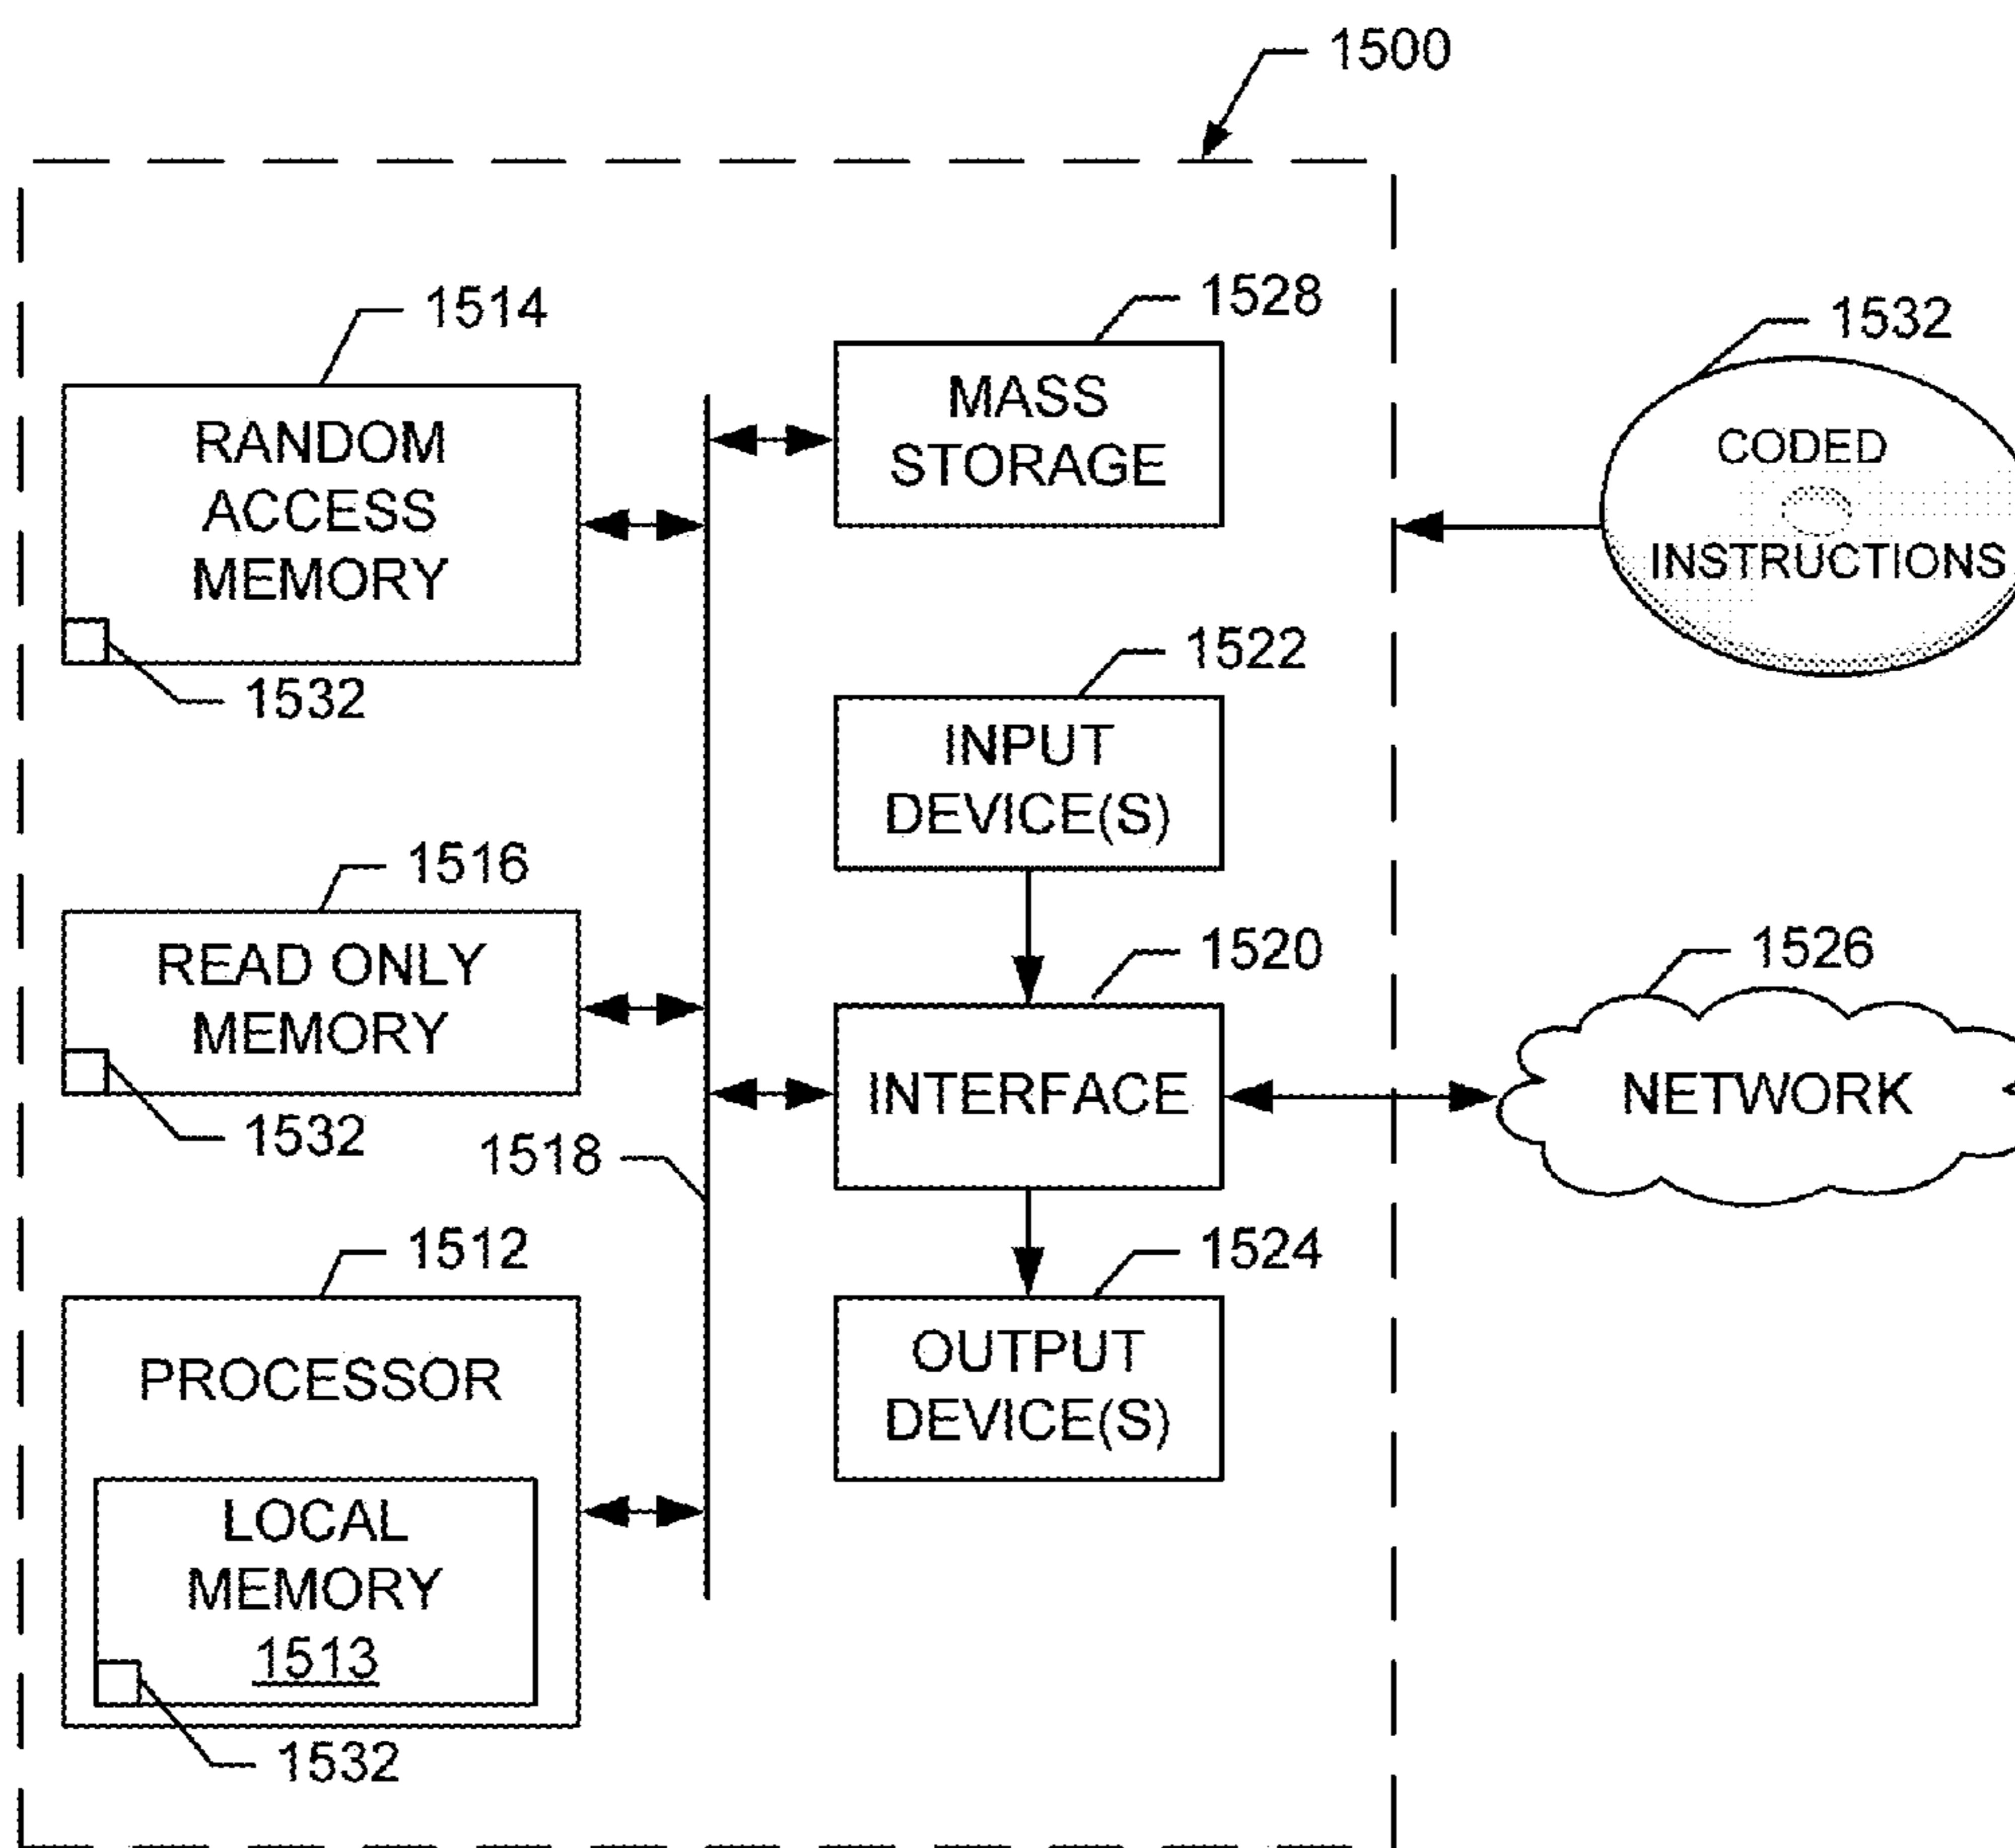 1500
1514
RANDOM
ACCESS
MEMORY
1532
1528
MASS
STORAGE
1532
CODED
INSTRUCTIONS
1522
INPUT
DEVICE(S)
1516
READ ONLY
MEMORY
1532
1518
1520
INTERFACE
1526
NETWORK
1512
PROCESSOR
LOCAL
MEMORY
1513
1532
1524
OUTPUT
DEVICE(S)